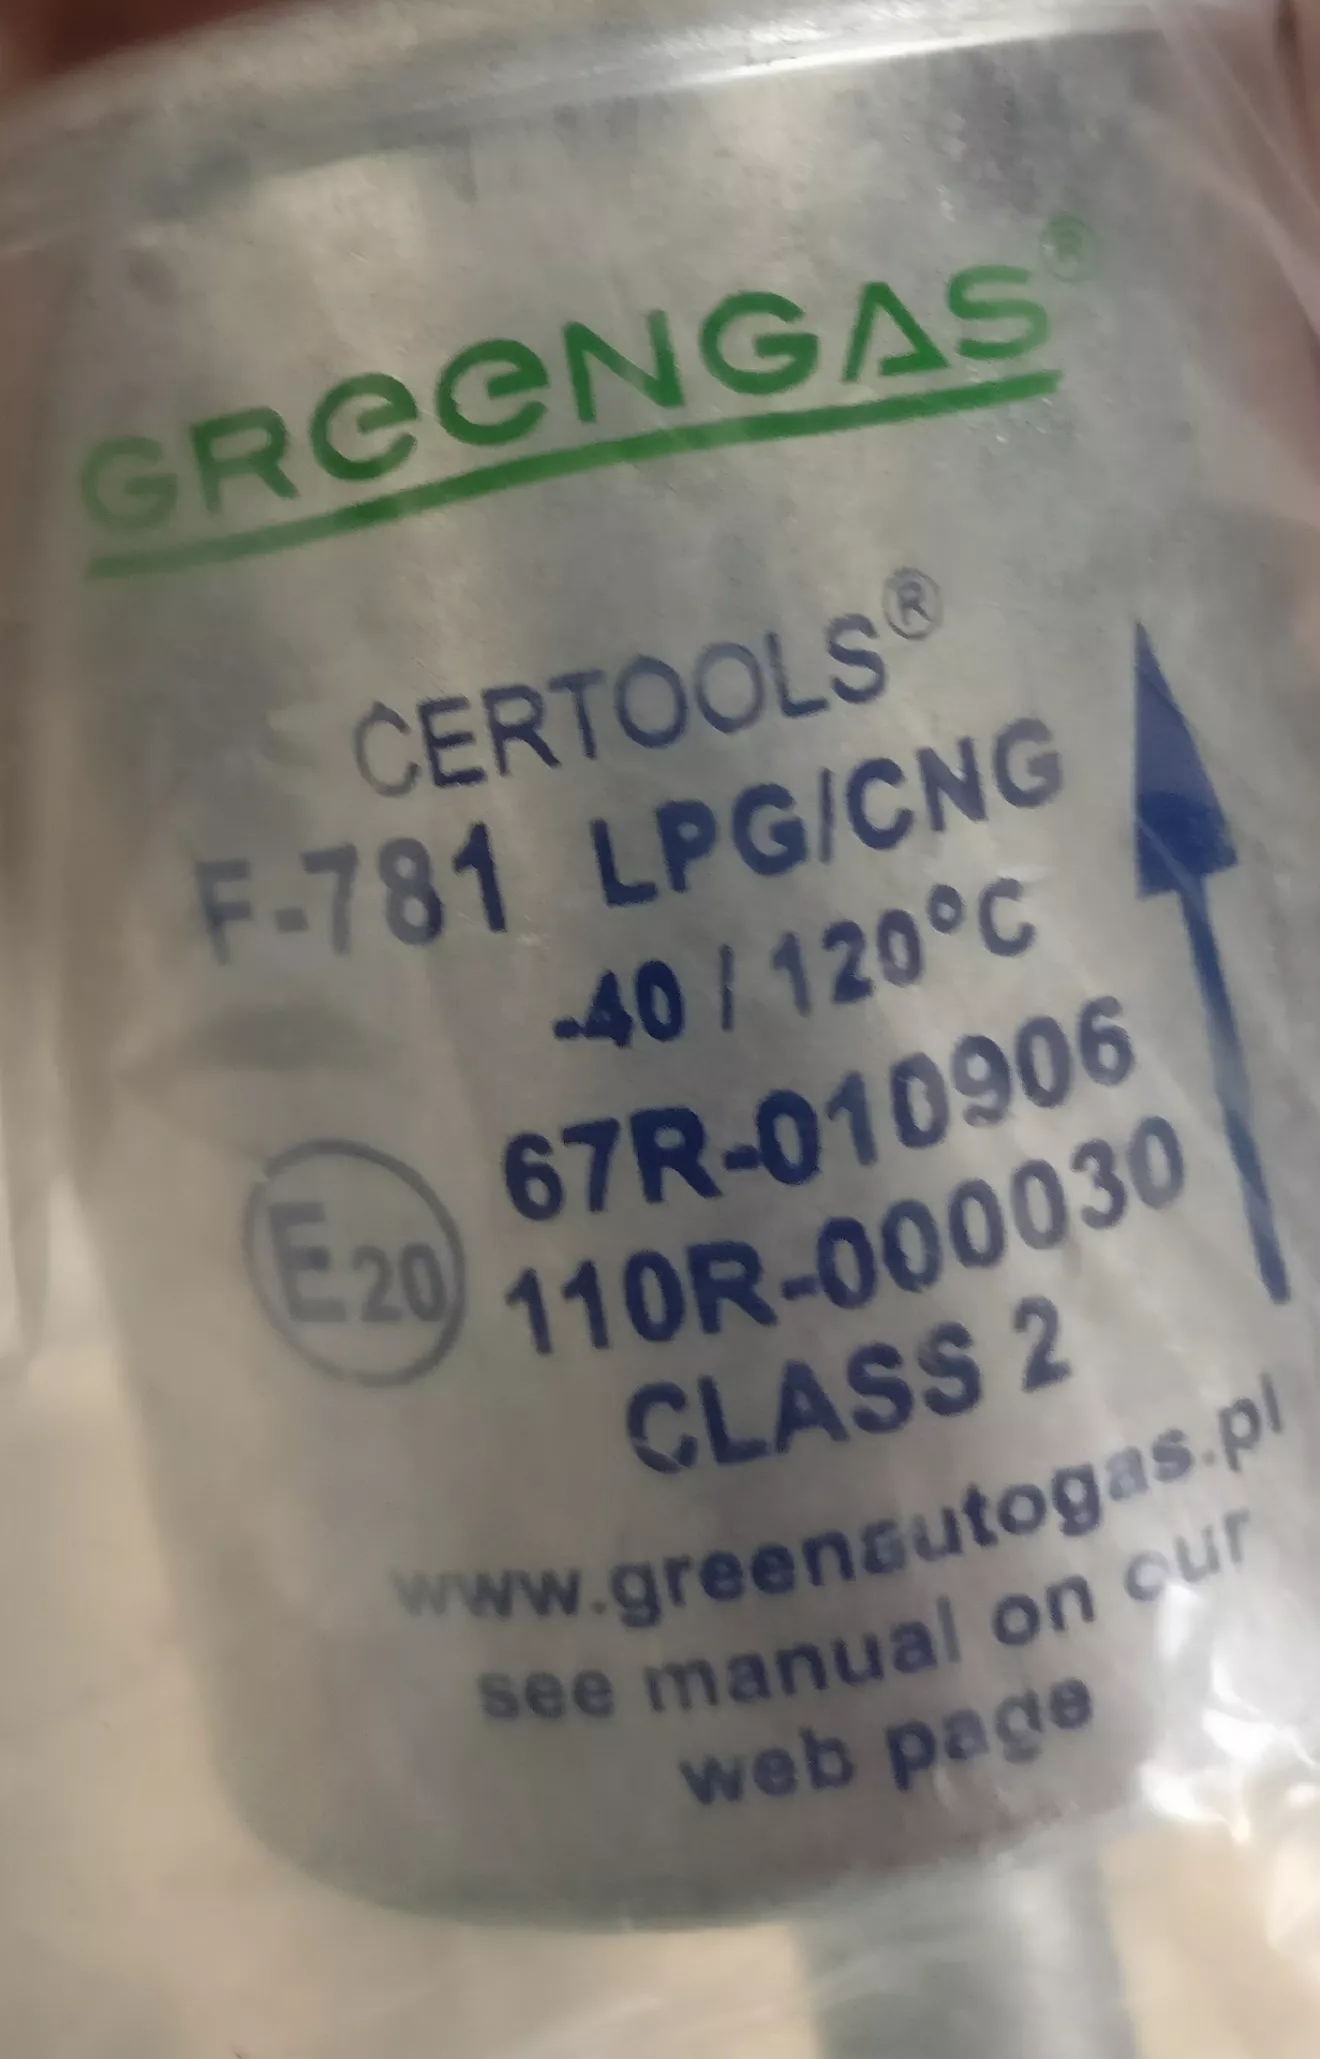 GREENGAS®
CERTOOLS®
F-781 LPG/CNG
-40 / 120°C
67R-010906
E20
110R-000030
CLASS 2
www.greenautogas.pl
see manual on our
web page